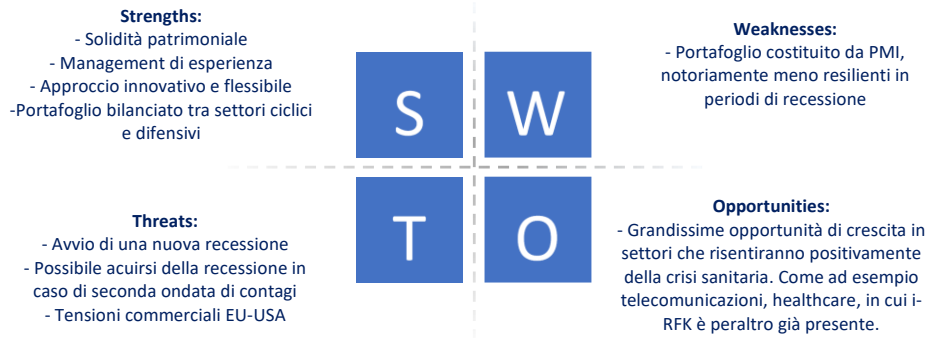 Strengths:
- Solidità patrimoniale
- Management di esperienza
- Approccio innovativo e flessibile
-Portafoglio bilanciato tra settori ciclici
e difensivi
Weaknesses:
- Portafoglio costituito da PMI,
notoriamente meno resilienti in
periodi di recessione
S
W
T
O
Threats:
- Avvio di una nuova recessione
- Possibile acuirsi della recessione in
caso di seconda ondata di contagi
- Tensioni commerciali EU-USA
Opportunities:
- Grandissime opportunità di crescita in
settori che risentiranno positivamente
della crisi sanitaria. Come ad esempio
telecomunicazioni, healthcare, in cui i-
RFK è peraltro già presente.